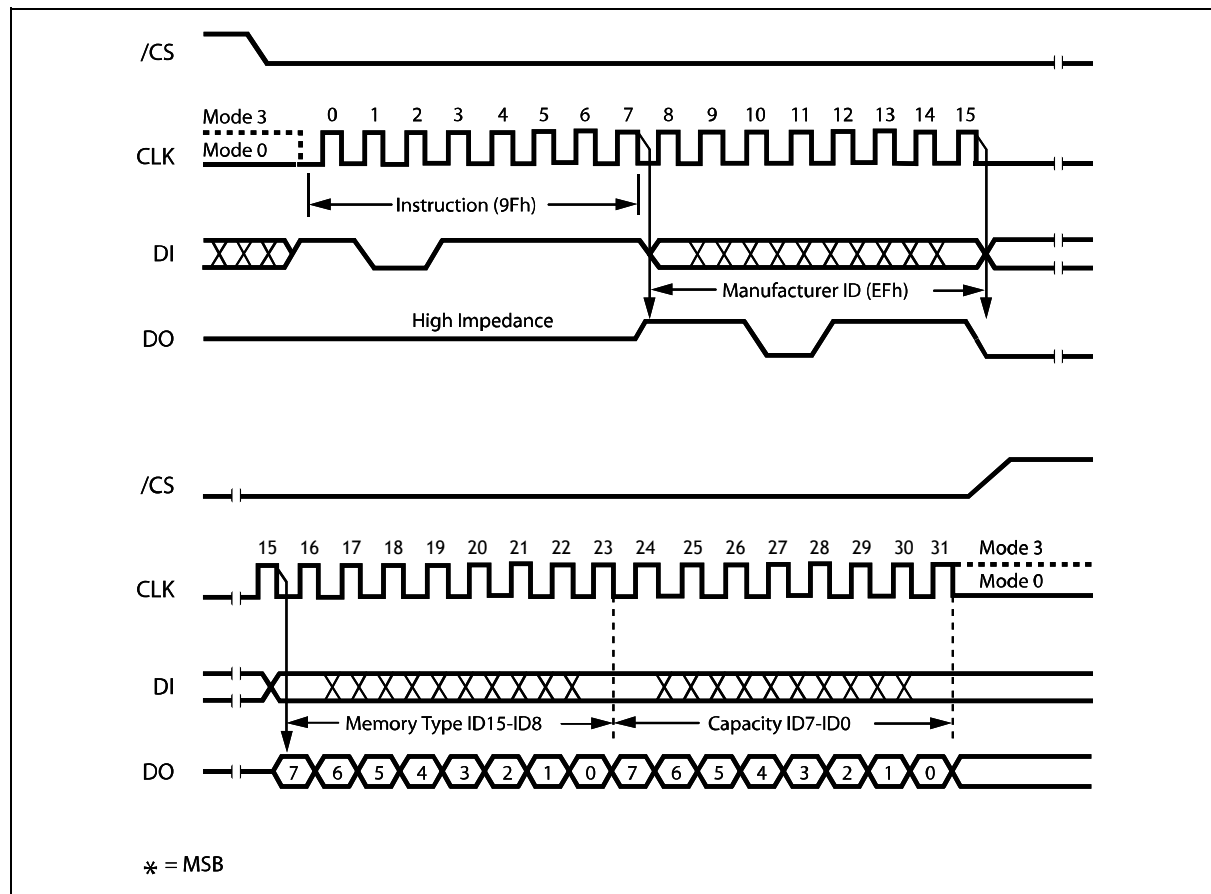 /CS
Mode 3
Mode 0
CLK
0 1 2 3 4 5 6 7 8 9 10 11 12 13 14 15
Instruction (9Fh)
DI
Manufacturer ID (EFh)
High Impedance
DO
/CS
15 16 17 18 19 20 21 22 23 24 25 26 27 28 29 30 31
Mode 3
Mode 0
CLK
DI
Memory Type ID15-ID8
Capacity ID7-ID0
DO
7 6 5 4 3 2 1 0 7 6 5 4 3 2 1 0
* = MSB